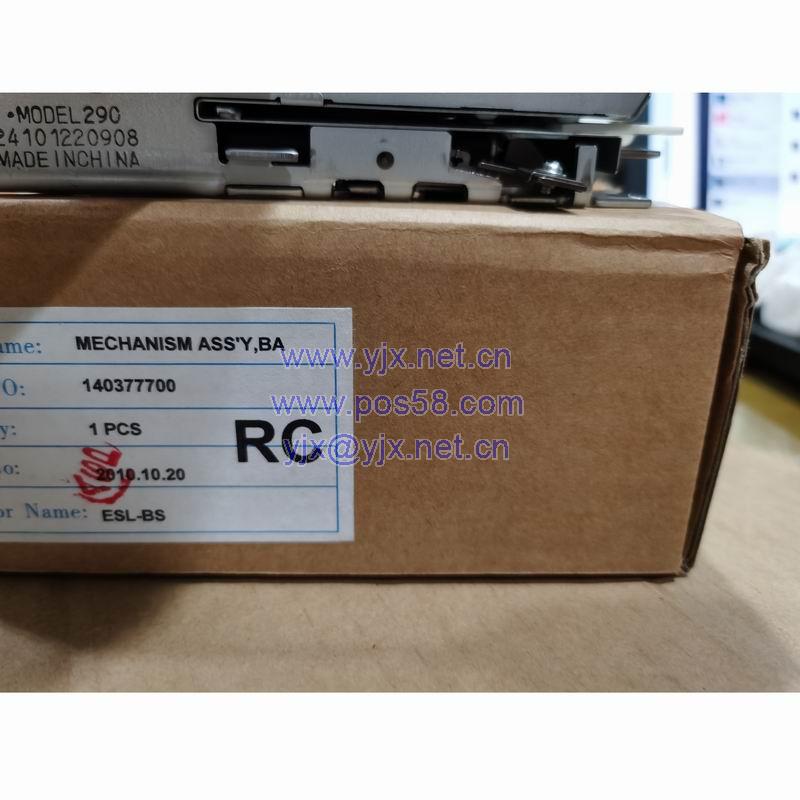 •MODEL290
24101220908
MADE IN CHINA
ame: MECHANISM ASS'Y,BA
O: 140377700
y: 1 PCS
RC
o: 2010.10.20
or Name: ESL-BS
www.yjx.net.cn
www.pos58.com
yjx@yjx.net.cn